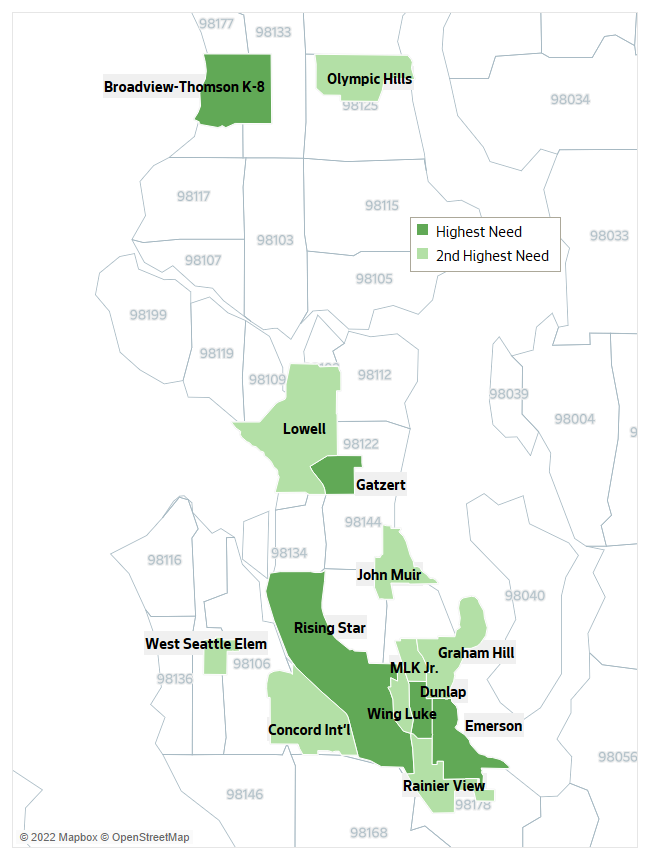 98177
98133
Broadview-Thomson K-8
Olympic Hills
98125
98034
98117
98115
98103
98033
Highest Need
2nd Highest Need
98107
98105
98199
98119
98109
98112
98039
98004
Lowell
98122
Gatzert
98144
98134
98116
John Muir
98040
Rising Star
West Seattle Elem
98106
Graham Hill
MLK Jr.
98136
Dunlap
Wing Luke
Emerson
Concord Int'l
98056
Rainier View
98146
98178
98168
© 2022 Mapbox © OpenStreetMap